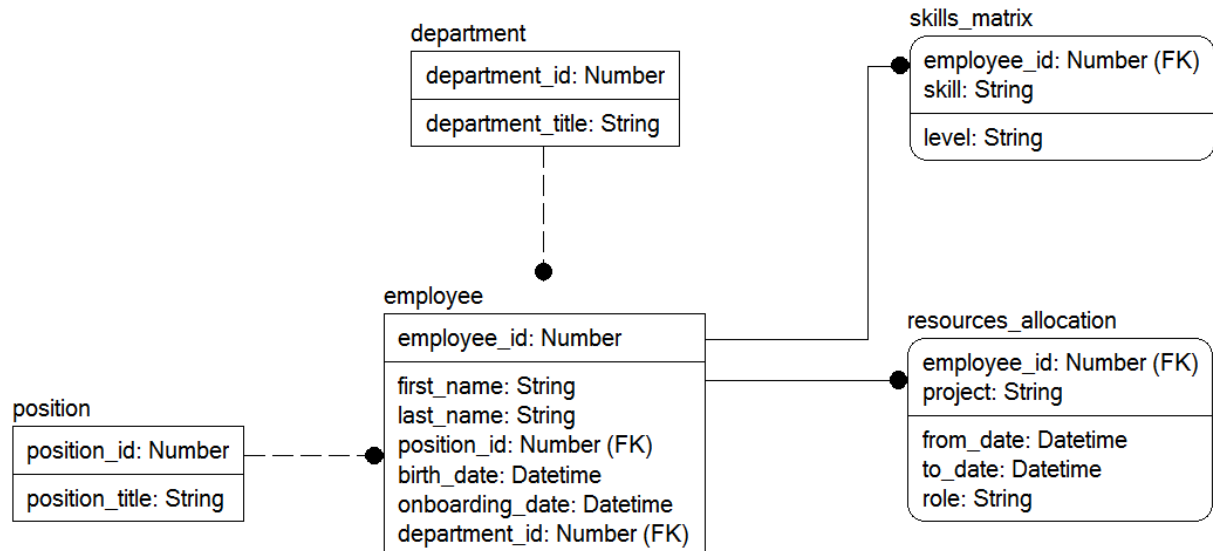 department
department_id: Number
department_title: String
skills_matrix
employee_id: Number (FK)
skill: String
level: String
employee
employee_id: Number
first_name: String
last_name: String
position_id: Number (FK)
birth_date: Datetime
onboarding_date: Datetime
department_id: Number (FK)
position
position_id: Number
position_title: String
resources_allocation
employee_id: Number (FK)
project: String
from_date: Datetime
to_date: Datetime
role: String